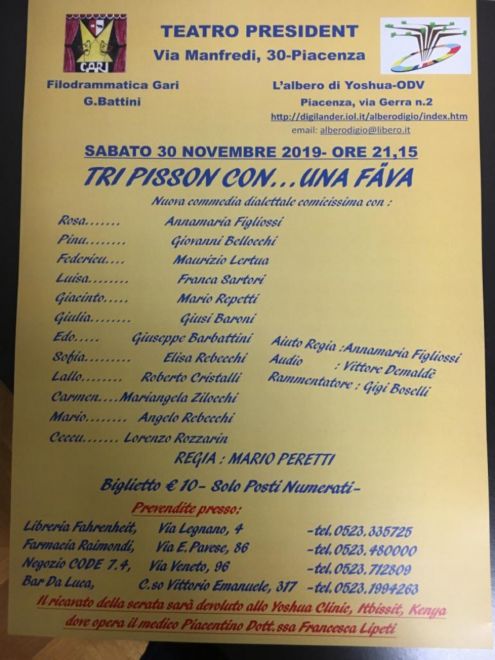 GARI
TEATRO PRESIDENT
Via Manfredi, 30-Piacenza
Filodrammatica Gari
G.Battini
L'albero di Yoshua-ODV
Piacenza, via Gerra n.2
http://digilander.iol.it/alberodigio/index.htm
email: alberodigio@libero.it
SABATO 30 NOVEMBRE 2019- ORE 21,15
TRI PISSON CON...UNA FÄVA
Nuova commedia dialettale comicissima con :
Rosa....... Annamaria Figliossi
Pinu........ Giovanni Bellocchi
Federicu.... Maurizio Lertua
Luisa........ Franca Sartori
Giacinto..... Mario Repetti
Giulia........ Giusi Baroni
Edo..... Giuseppe Barbattini
Sofia.......... Elisa Rebecchi
Lallo........ Roberto Cristalli
Carmen....Mariangela Zilocchi
Mario........ Angelo Rebecchi
Ceccu....... Lorenzo Rozzarin
Aiuto Regia :Annamaria Figliossi
Audio : Vittore Demaldè
Rammentatore : Gigi Boselli
REGIA : MARIO PERETTI
Biglietto € 10- Solo Posti Numerati-
Prevendite presso:
Libreria Fahrenheit, Via Legnano, 4 -tel.0523.335725
Farmacia Raimondi, Via E.Pavese, 86 -tel.0523.480000
Negozio CODE 7.4, Via Veneto, 96 -tel.0523.712809
Bar Da Luca, C.so Vittorio Emanuele, 317 -tel.0523.1994263
Il ricavato della serata sarà devoluto allo Yoshua Clinic, Itbissit, Kenya
dove opera il medico Piacentino Dott.ssa Francesca Lipeti